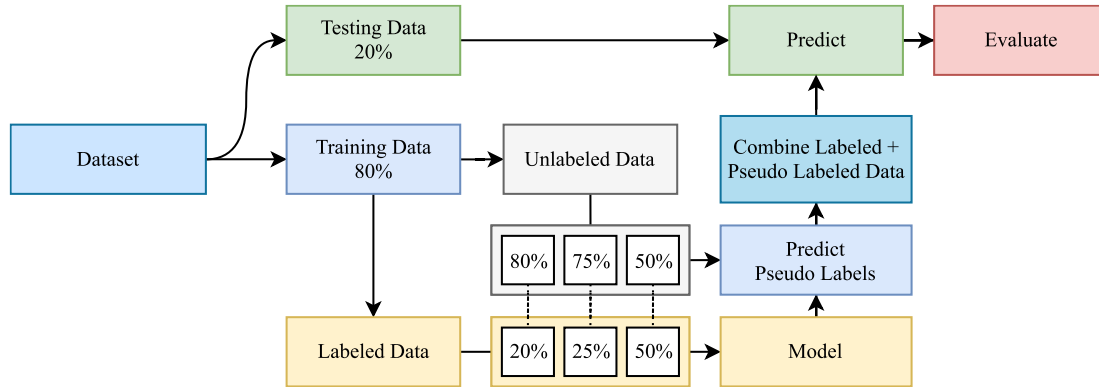 Testing Data
20%
Predict
Evaluate
Dataset
Training Data
80%
Unlabeled Data
Combine Labeled +
Pseudo Labeled Data
80%
75%
50%
Predict
Pseudo Labels
Labeled Data
20%
25%
50%
Model